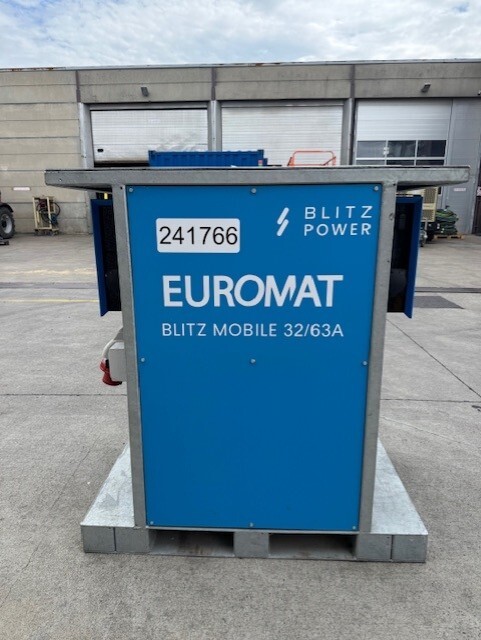 241766
BLITZ
POWER
EUROMAT
BLITZ MOBILE 32/63A